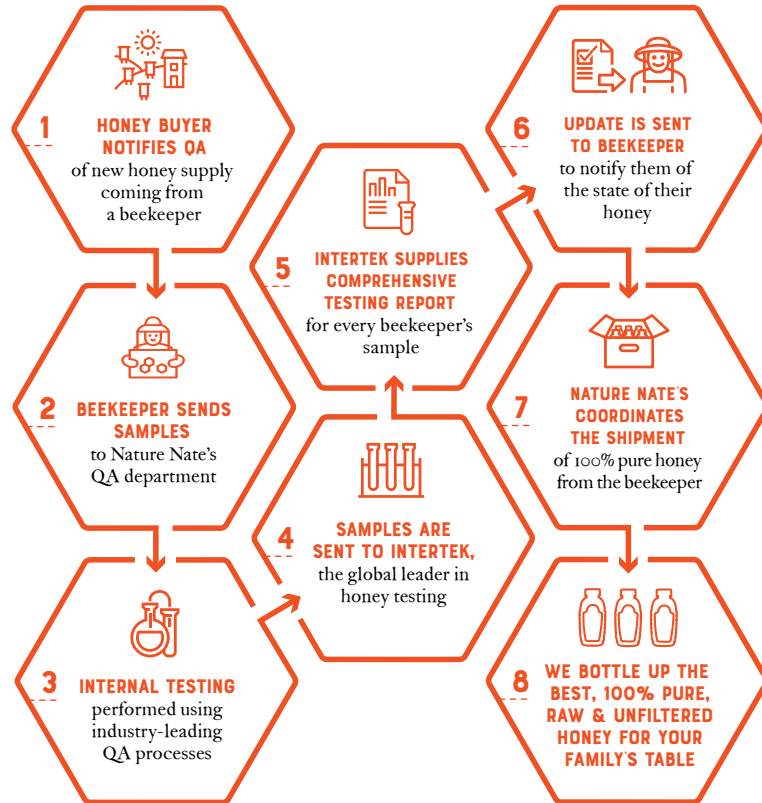 1
HONEY BUYER
NOTIFIES QA
of new honey supply
coming from
a beekeeper
2
BEEKEEPER SENDS
SAMPLES
to Nature Nate's
QA department
3
INTERNAL TESTING
performed using
industry-leading
QA processes
4
SAMPLES ARE
SENT TO INTERTEK,
the global leader in
honey testing
5
INTERTEK SUPPLIES
COMPREHENSIVE
TESTING REPORT
for every beekeeper's
sample
6
UPDATE IS SENT
TO BEEKEEPER
to notify them of
the state of their
honey
7
NATURE NATE'S
COORDINATES
THE SHIPMENT
of 100% pure honey
from the beekeeper
8
WE BOTTLE UP THE
BEST, 100% PURE,
RAW & UNFILTERED
HONEY FOR YOUR
FAMILY'S TABLE